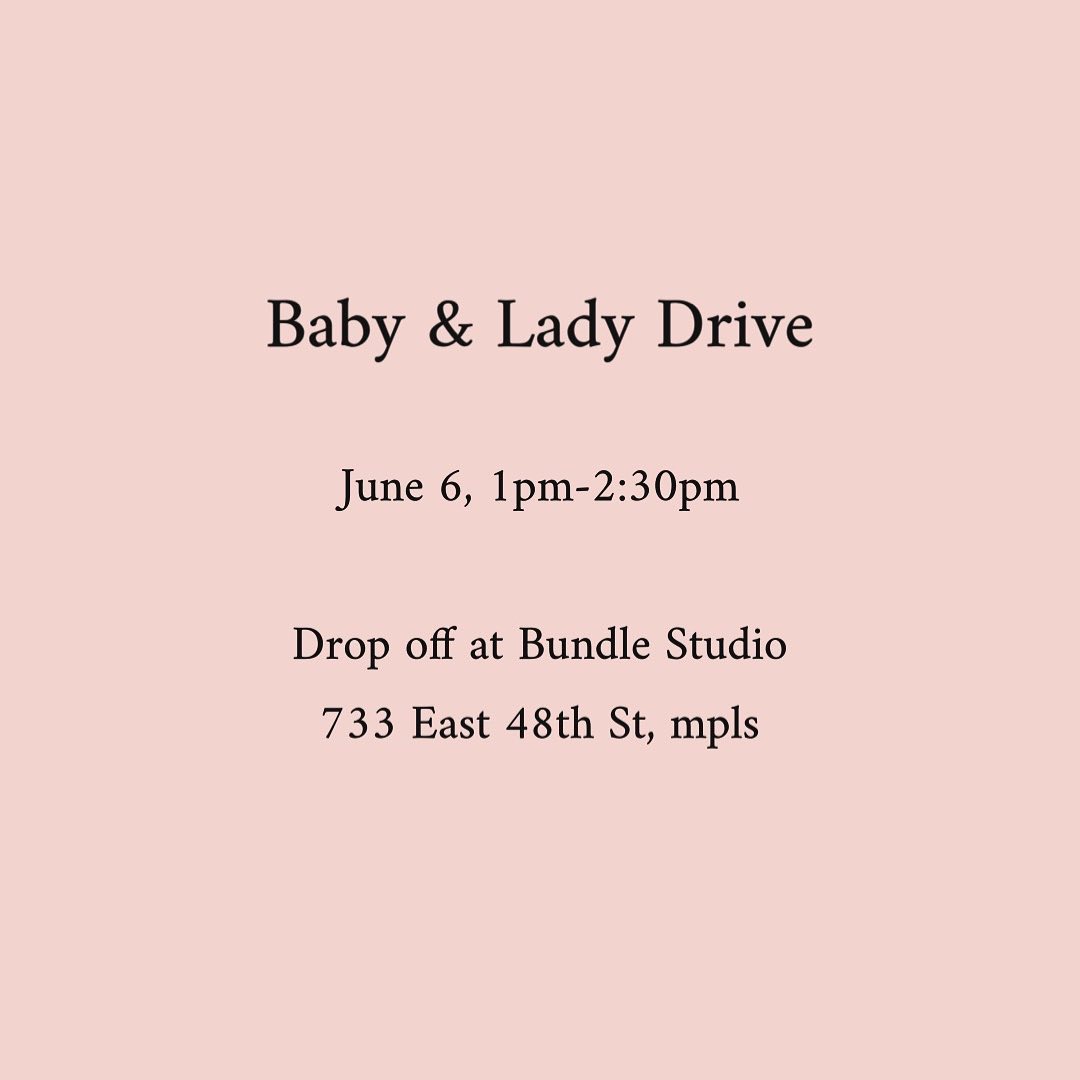 Baby & Lady Drive
June 6, 1pm-2:30pm
Drop off at Bundle Studio
733 East 48th St, mpls